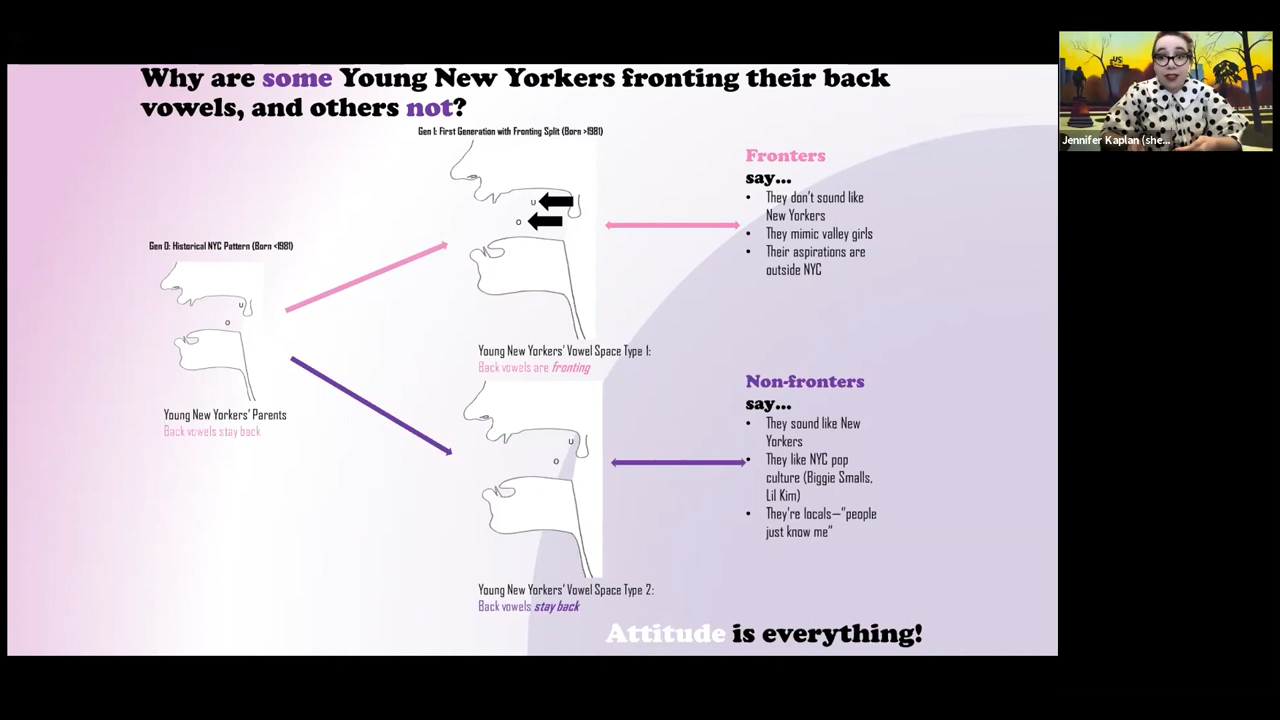 Why are some Young New Yorkers fronting their back
vowels, and others not?
Gen 0: Historical NYC Pattern (Born <1981)
u
o
Young New Yorkers' Parents
Back vowels stay back
Gen I: First Generation with Fronting Split (Born >1981)
u
o
Young New Yorkers' Vowel Space Type 1:
Back vowels are fronting
u
o
Young New Yorkers' Vowel Space Type 2:
Back vowels stay back
Fronters
say...
• They don't sound like
New Yorkers
• They mimic valley girls
• Their aspirations are
outside NYC
Non-fronters
say...
• They sound like New
Yorkers
• They like NYC pop
culture (Biggie Smalls,
Lil Kim)
• They're locals—"people
just know me"
Attitude is everything!
US
Jennifer Kaplan (she...